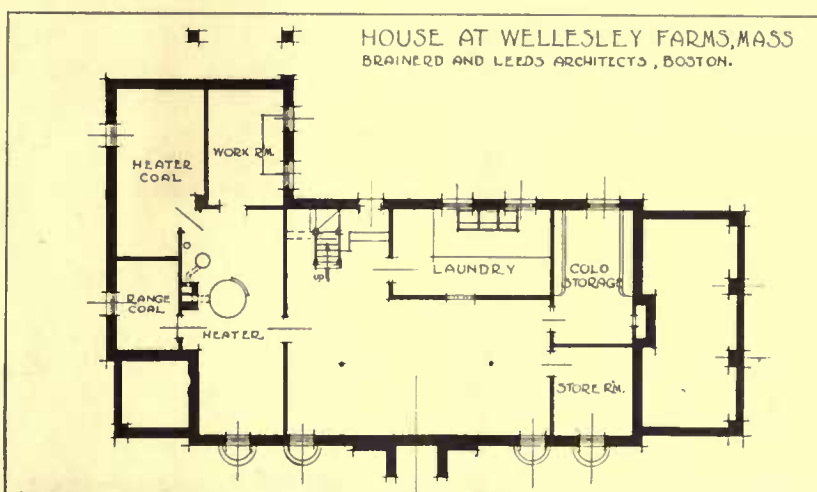 HOUSE AT WELLESLEY FARMS, MASS
BRAINERD AND LEEDS ARCHITECTS, BOSTON.
HEATER
COAL
WORK RM.
UP
LAUNDRY
COLD
STORAGE
RANGE
COAL
HEATER
STORE R'M.